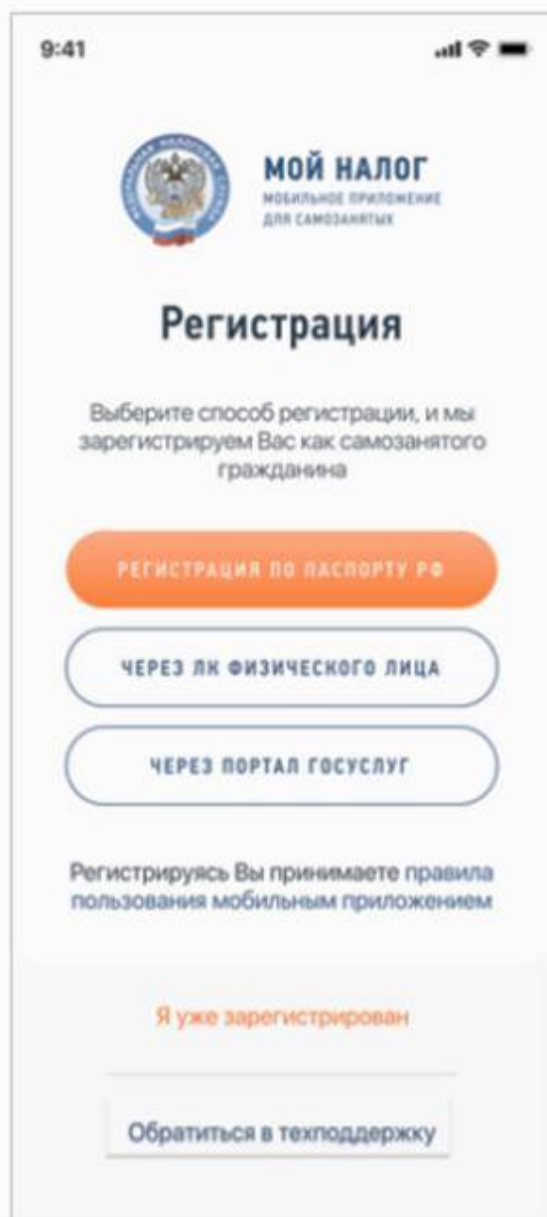 9:41
МОЙ НАЛОГ
МОБИЛЬНОЕ ПРИЛОЖЕНИЕ
ДЛЯ САМОЗАНЯТЫХ
Регистрация
Выберите способ регистрации, и мы
зарегистрируем Вас как самозанятого
гражданина
РЕГИСТРАЦИЯ ПО ПАСПОРТУ РФ
ЧЕРЕЗ ЛК ФИЗИЧЕСКОГО ЛИЦА
ЧЕРЕЗ ПОРТАЛ ГОСУСЛУГ
Регистрируясь Вы принимаете правила
пользования мобильным приложением
Я уже зарегистрирован
Обратиться в техподдержку